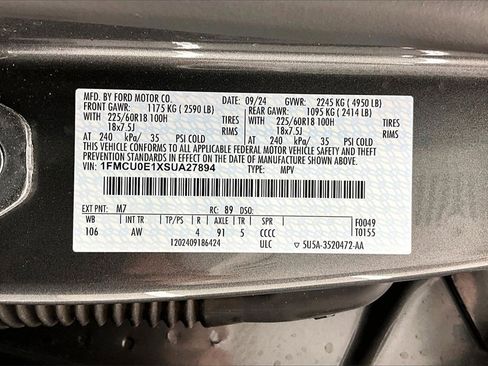 MFD. BY FORD MOTOR CO. 09/24 GVWR: 2245 KG ( 4950 LB)
FRONT GAWR: 1175 KG ( 2590 LB) REAR GAWR: 1095 KG ( 2414 LB)
WITH 225/60R18 100H TIRES WITH 225/60R18 100H TIRES
18x7.5J RIMS 18x7.5J RIMS
AT 240 kPa/ 35 PSI COLD AT 240 kPa/ 35 PSI COLD
THIS VEHICLE CONFORMS TO ALL APPLICABLE FEDERAL MOTOR VEHICLE SAFETY AND THEFT PREVENTION STANDARDS IN EFFECT ON THE DATE OF MANUFACTURE SHOWN ABOVE.
VIN: 1FMCU0E1XSUA27894 TYPE: MPV
EXT PNT: M7 RC: 89 DSO:
WB INT TR TP/PS R AXLE TR SPR F0049
106 AW 4 91 5 CCCC T0155
1202409186424 ULC 5U5A-3520472-AA